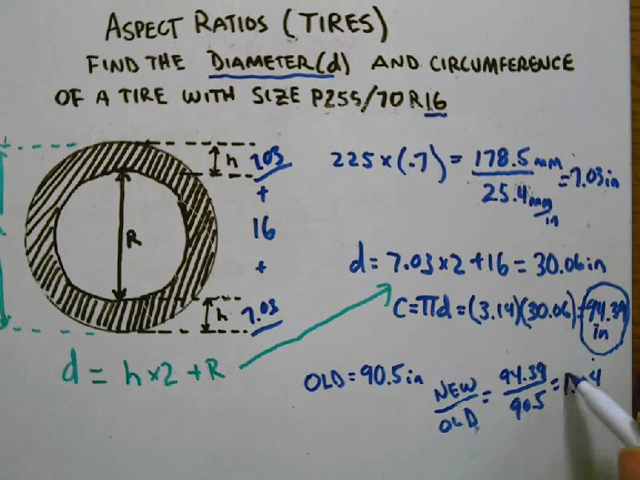 ASPECT RATIOS (TIRES)
FIND THE DIAMETER(d) AND CIRCUMFERENCE
OF A TIRE WITH SIZE P255/70R16
h 7.03
+
16
+
h 7.03
R
225 x (.7) = 178.5 mm / 25.4 mm/in = 7.03 in
d = 7.03 x 2 + 16 = 30.06 in
C = πd = (3.14)(30.06) = 94.39 in
d = h x 2 + R
OLD = 90.5 in
NEW / OLD = 94.39 / 90.5 =